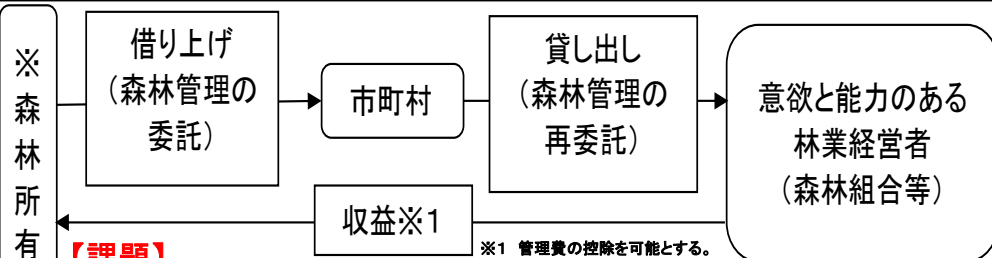 ※森林所有
借り上げ
(森林管理の
委託)
市町村
貸し出し
(森林管理の
再委託)
意欲と能力のある
林業経営者
(森林組合等)
収益※1
※1 管理費の控除を可能とする。
【課題】